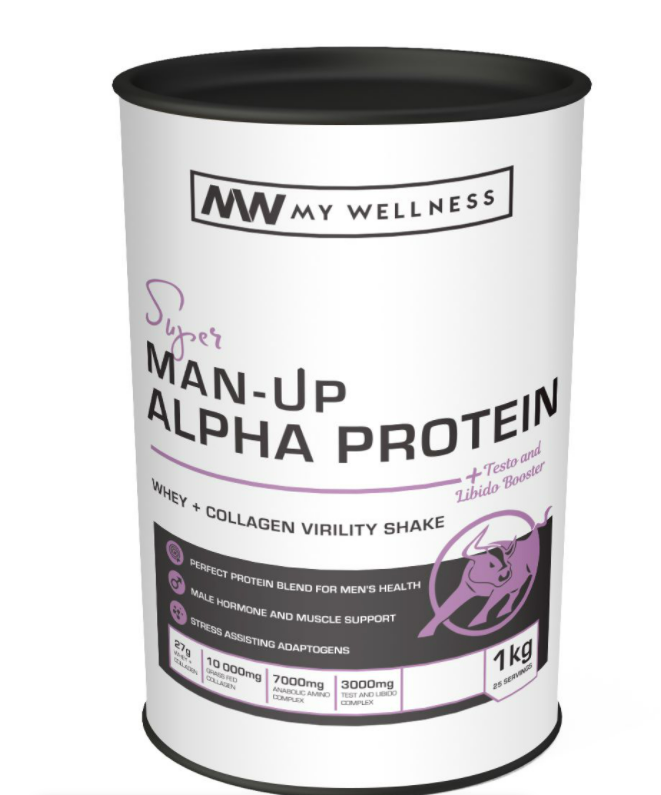 MW MY WELLNESS
Super
MAN-UP
ALPHA PROTEIN
+ Testo and
Libido Booster
WHEY + COLLAGEN VIRILITY SHAKE
PERFECT PROTEIN BLEND FOR MEN'S HEALTH
MALE HORMONE AND MUSCLE SUPPORT
STRESS ASSISTING ADAPTOGENS
27g
WHEY +
COLLAGEN
10 000mg
GRASS FED
COLLAGEN
7000mg
ANABOLIC AMINO
COMPLEX
3000mg
TEST AND LIBIDO
COMPLEX
1kg
25 SERVINGS